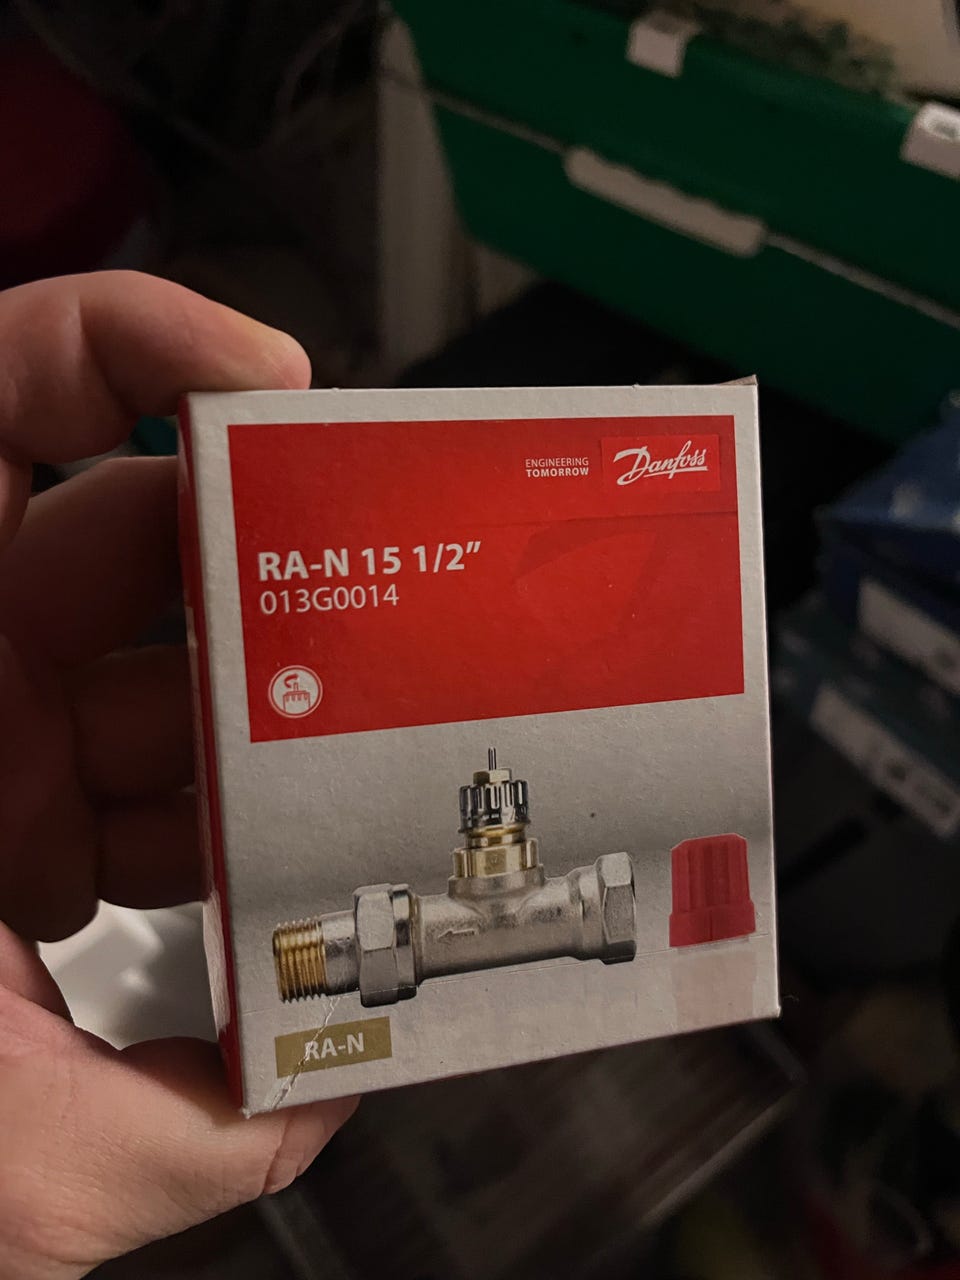 ENGINEERING
TOMORROW
Danfoss
RA-N 15 1/2”
013G0014
RA-N